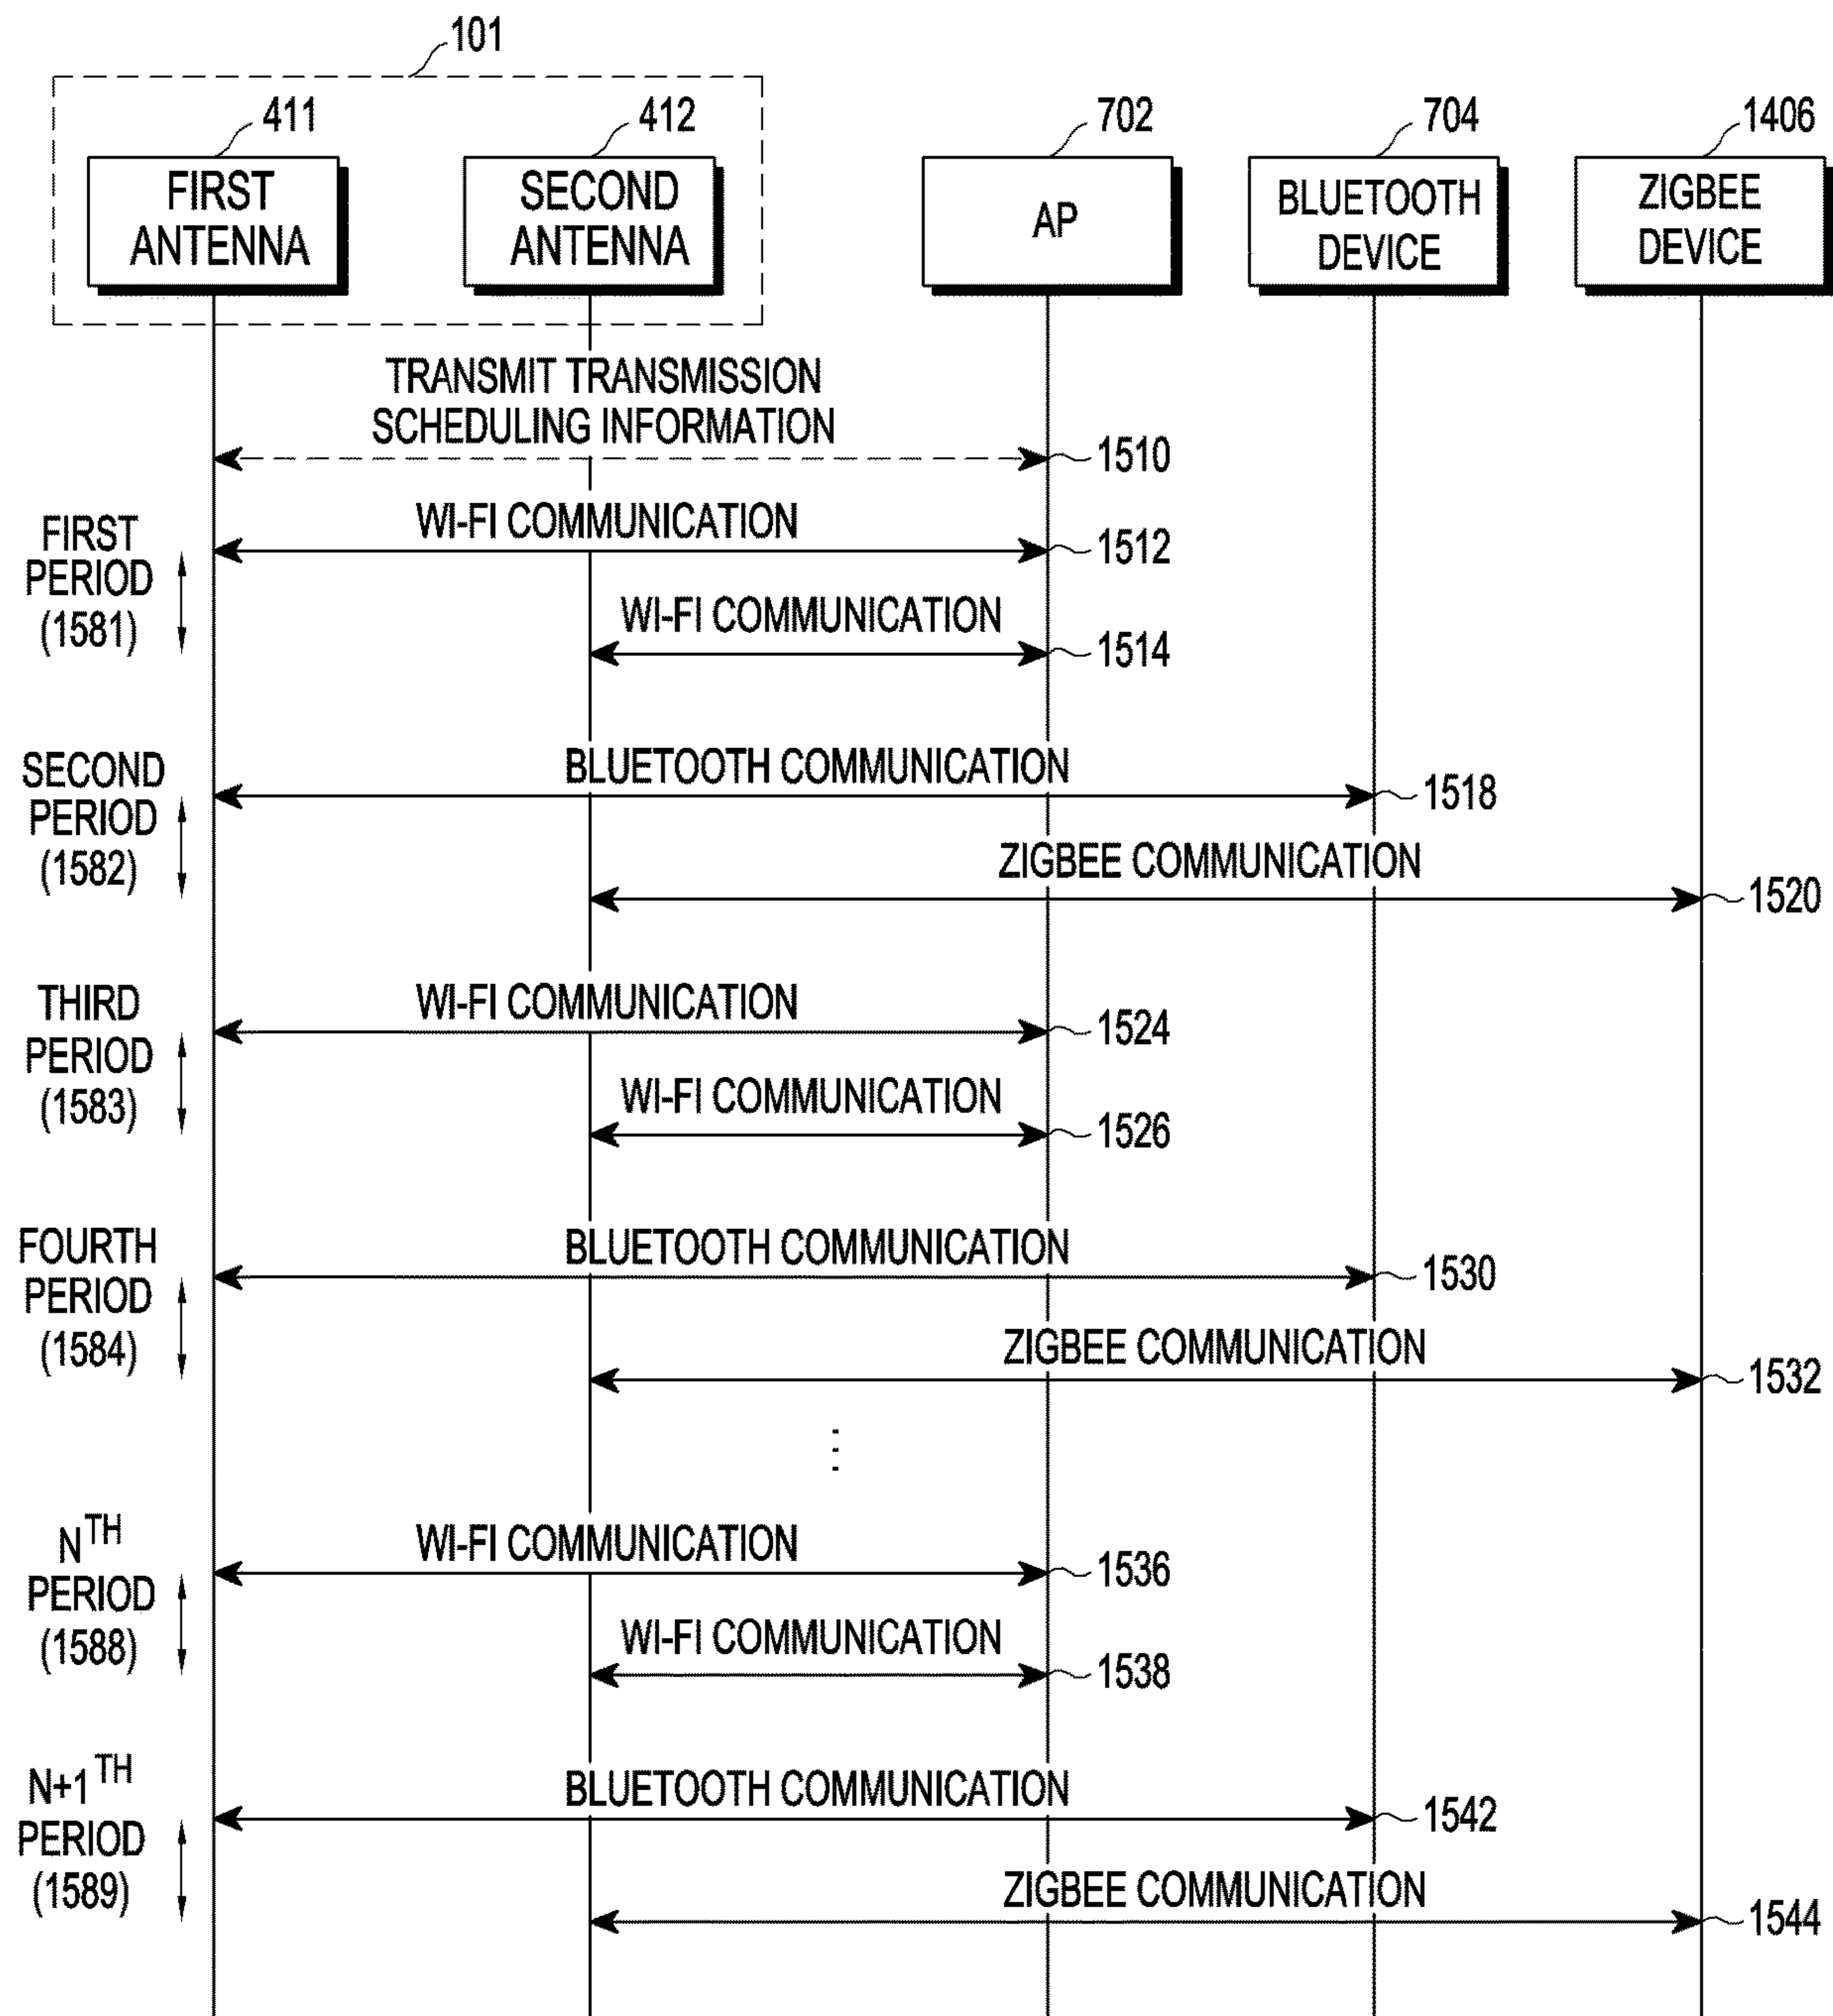 101
411
412
702
704
1406
FIRST
ANTENNA
SECOND
ANTENNA
AP
BLUETOOTH
DEVICE
ZIGBEE
DEVICE
TRANSMIT TRANSMISSION
SCHEDULING INFORMATION
1510
FIRST
PERIOD
(1581)
WI-FI COMMUNICATION
1512
WI-FI COMMUNICATION
1514
SECOND
PERIOD
(1582)
BLUETOOTH COMMUNICATION
1518
ZIGBEE COMMUNICATION
1520
THIRD
PERIOD
(1583)
WI-FI COMMUNICATION
1524
WI-FI COMMUNICATION
1526
FOURTH
PERIOD
(1584)
BLUETOOTH COMMUNICATION
1530
ZIGBEE COMMUNICATION
1532
⋮
N^TH
PERIOD
(1588)
WI-FI COMMUNICATION
1536
WI-FI COMMUNICATION
1538
N+1^TH
PERIOD
(1589)
BLUETOOTH COMMUNICATION
1542
ZIGBEE COMMUNICATION
1544